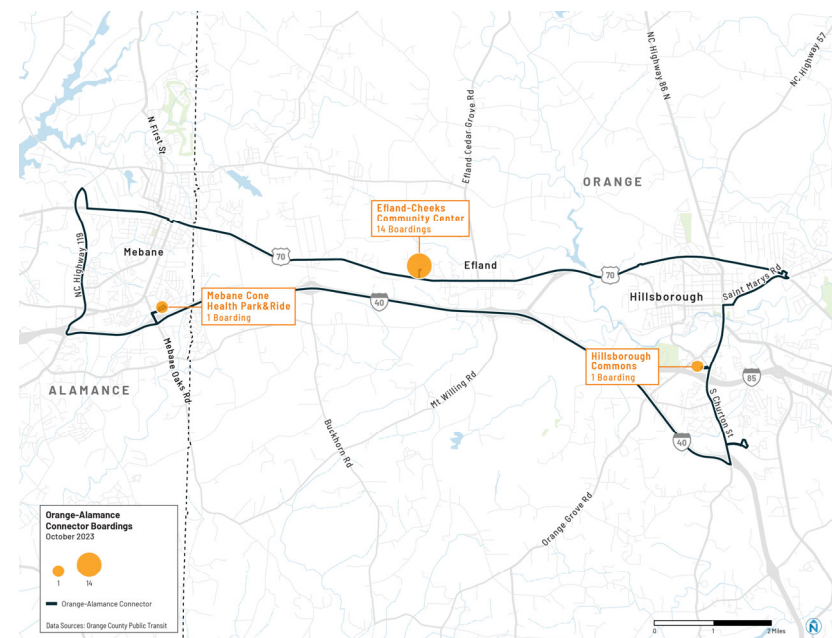 NC Highway 86 N
NC Highway 57
N First St
Efland Cedar Grove Rd
ORANGE
Efland-Cheeks
Community Center
14 Boardings
Mebane
70
Efland
70
NC Highway 119
Saint Marys Rd
Hillsborough
Mebane Cone
Health Park&Ride
1 Boarding
40
Hillsborough
Commons
1 Boarding
85
ALAMANCE
Mebane Oaks Rd
Mt Willing Rd
S Churton St
Buckhorn Rd
40
Orange Grove Rd
Orange-Alamance
Connector Boardings
October 2023
1 14
Orange-Alamance Connector
Data Sources: Orange County Public Transit
0 1 2 Miles
N